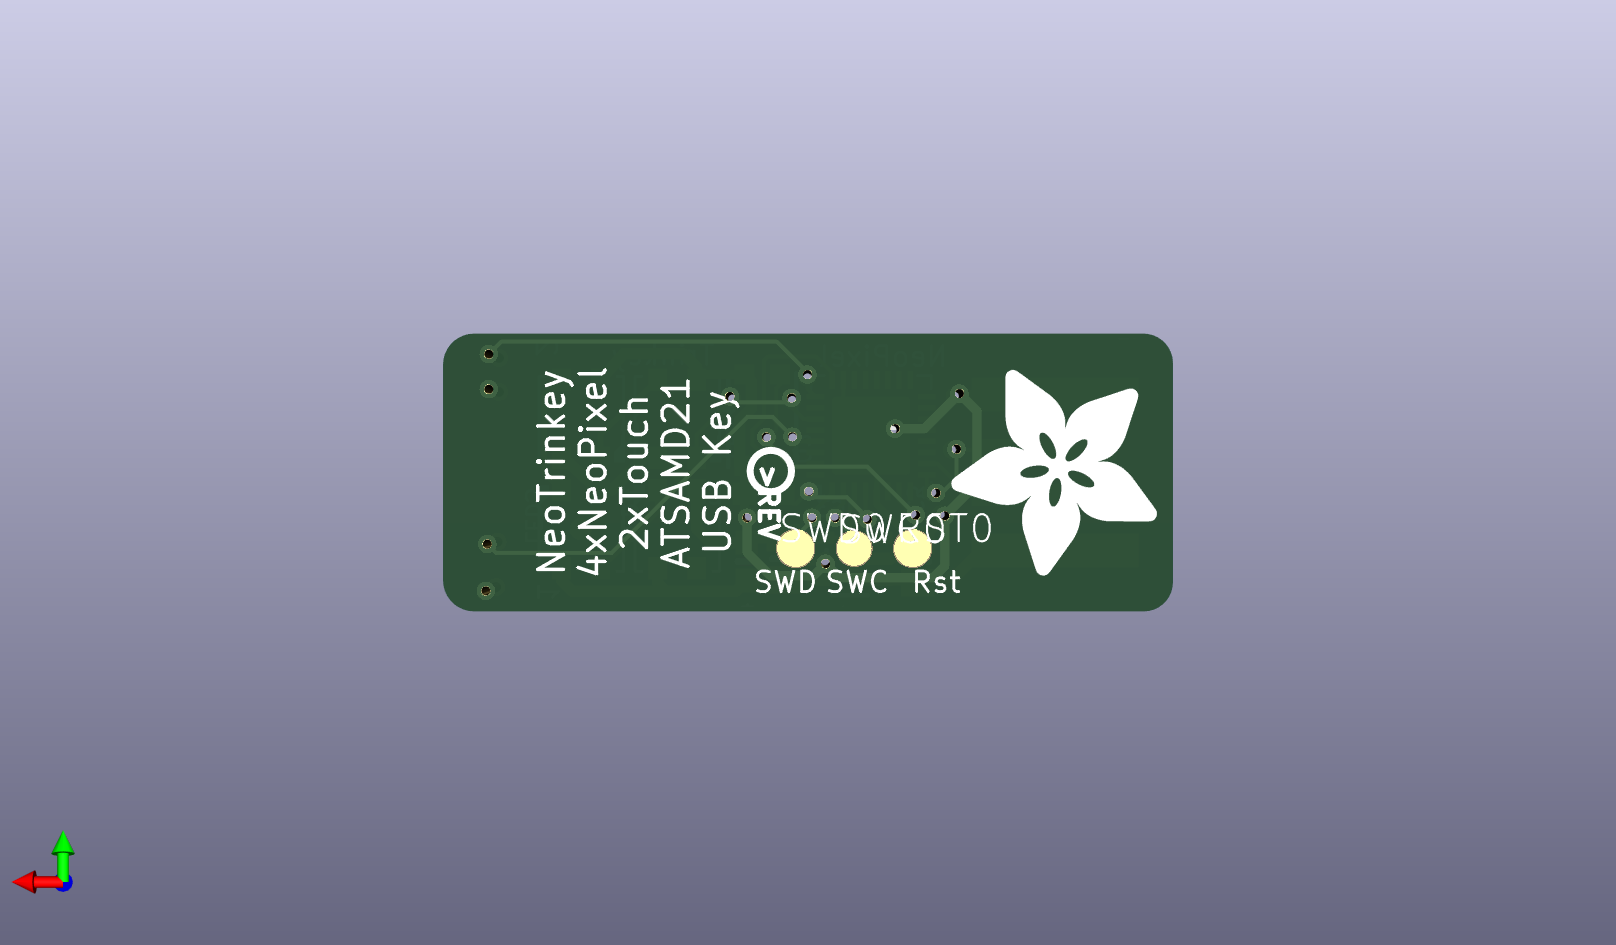 NeoTrinkey
4xNeoPixel
2xTouch
ATSAMD21
USB Key
v
REV
SWD SWC Rst